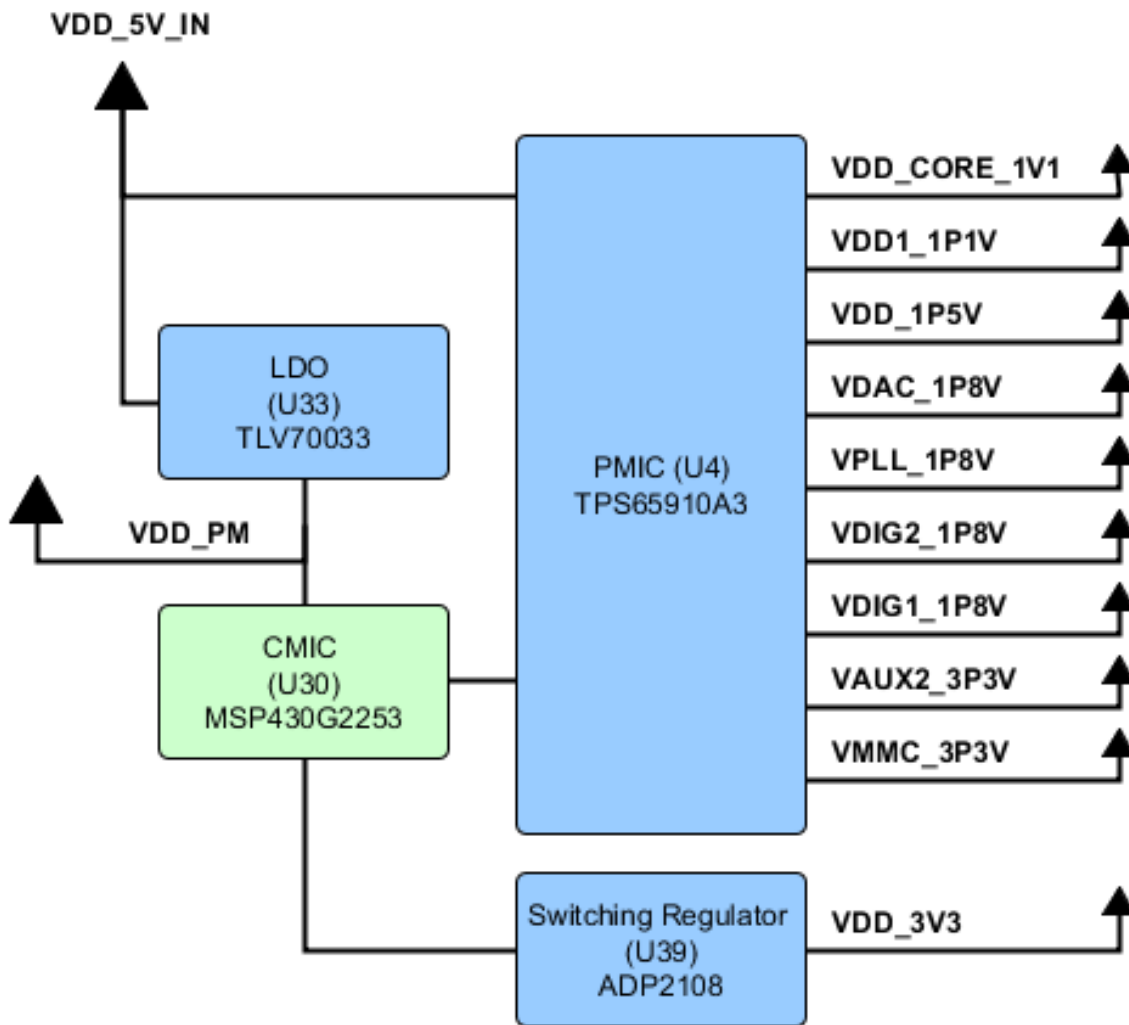 VDD_5V_IN
VDD_CORE_1V1
VDD1_1P1V
VDD_1P5V
LDO
(U33)
TLV70033
VDAC_1P8V
PMIC (U4)
TPS65910A3
VPLL_1P8V
VDD_PM
VDIG2_1P8V
VDIG1_1P8V
CMIC
(U30)
MSP430G2253
VAUX2_3P3V
VMMC_3P3V
Switching Regulator
(U39)
ADP2108
VDD_3V3